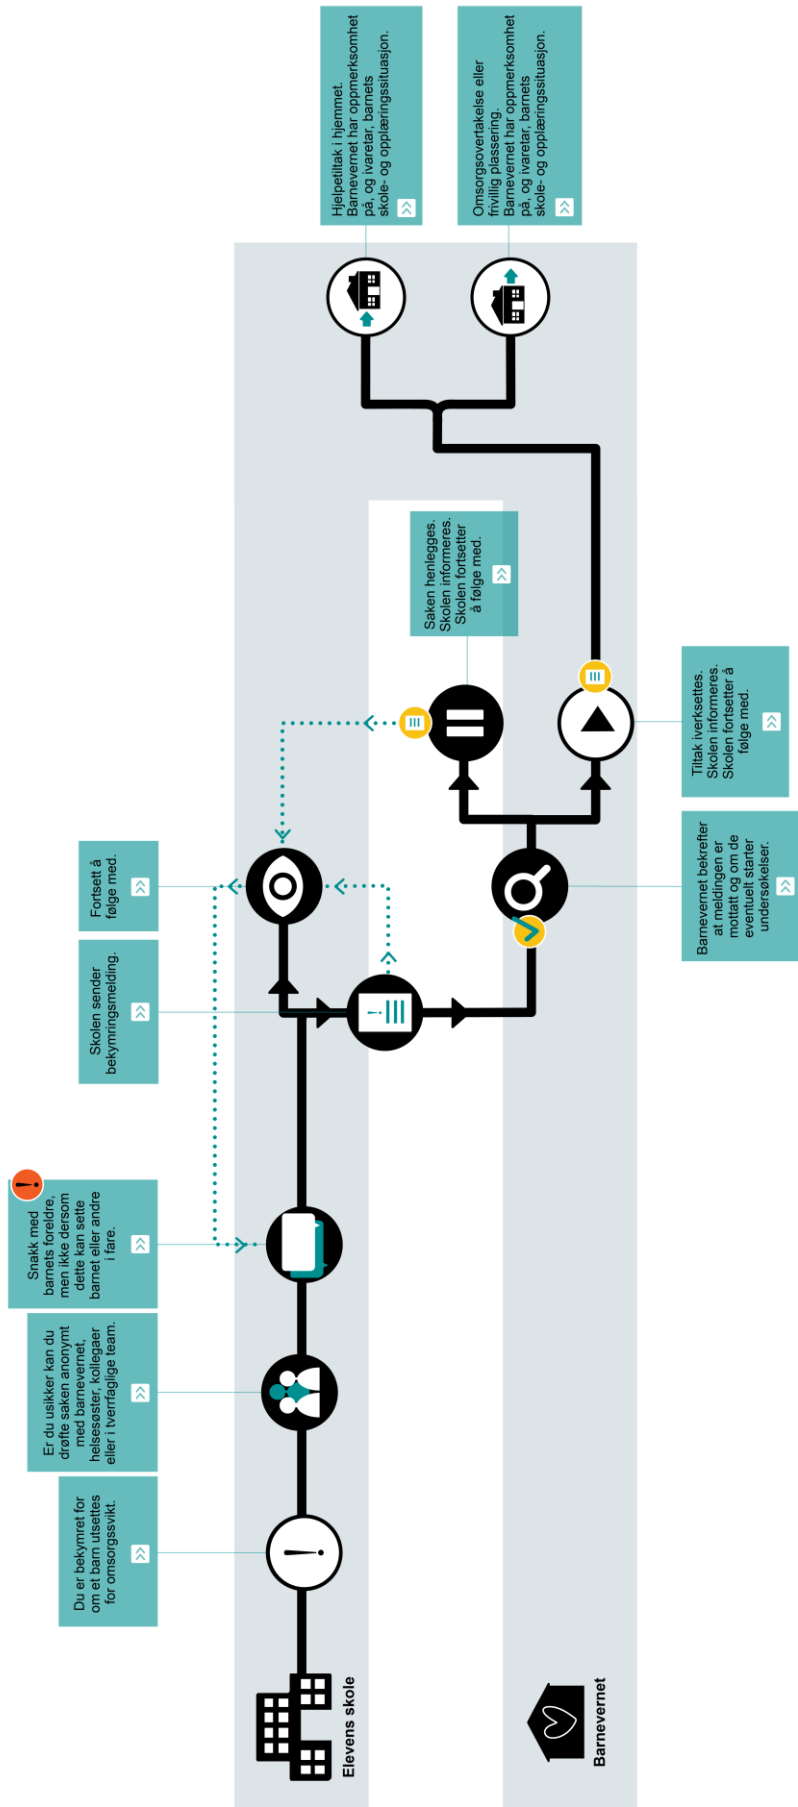 Du er bekymret for
om et barn utsettes
for omsorgssvikt.
Er du usikker kan du
drøfte saken anonymt
med barnevernet,
helsesøster, kollegaer
eller i tverrfaglige team.
Snakk med
barnets foreldre,
men ikke dersom
dette kan sette
barnet eller andre
i fare.
!
Skolen sender
bekymringsmelding.
Fortsett å
følge med.
Hjelpetiltak i hjemmet.
Barnevernet har oppmerksomhet
på, og ivaretar, barnets
skole- og opplæringssituasjon.
Omsorgsovertakelse eller
frivillig plassering.
Barnevernet har oppmerksomhet
på, og ivaretar, barnets
skole- og opplæringssituasjon.
Saken henlegges.
Skolen informeres.
Skolen fortsetter
å følge med.
!
!
Elevens skole
Barnevernet
Barnevernet bekrefter
at meldingen er
mottatt og om de
eventuelt starter
undersøkelser.
Tiltak iverksettes.
Skolen informeres.
Skolen fortsetter å
følge med.